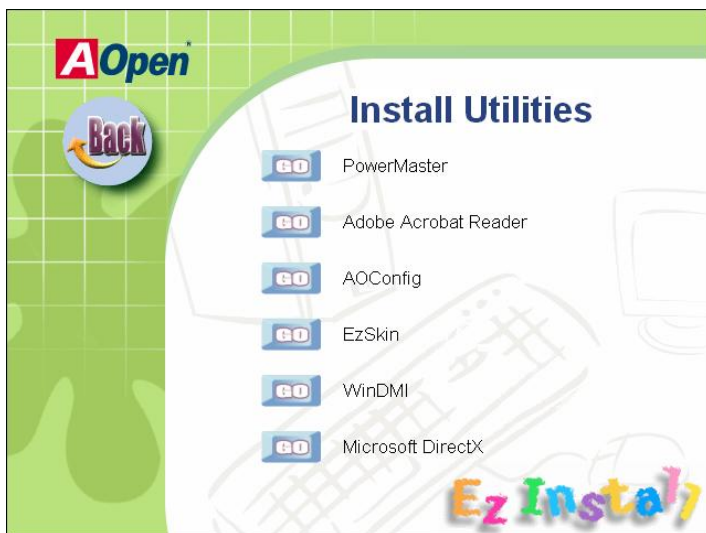 AOpen
Back
Install Utilities
GO PowerMaster
GO Adobe Acrobat Reader
GO AOConfig
GO EzSkin
GO WinDMI
GO Microsoft DirectX
Ez Install